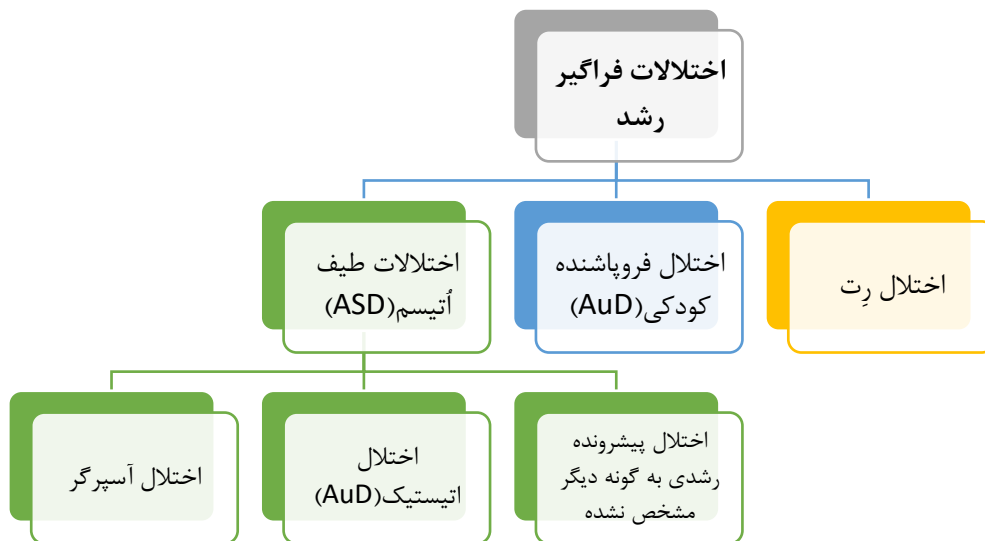 اختلالات فراگیر
رشد
اختلال رِت
اختلال فروپاشنده
کودکی(AuD)
اختلالات طیف
اُتیسم(ASD)
اختلال پیشرونده
رشدی به گونه دیگر
مشخص نشده
اختلال
اتیستیک(AuD)
اختلال آسپرگر